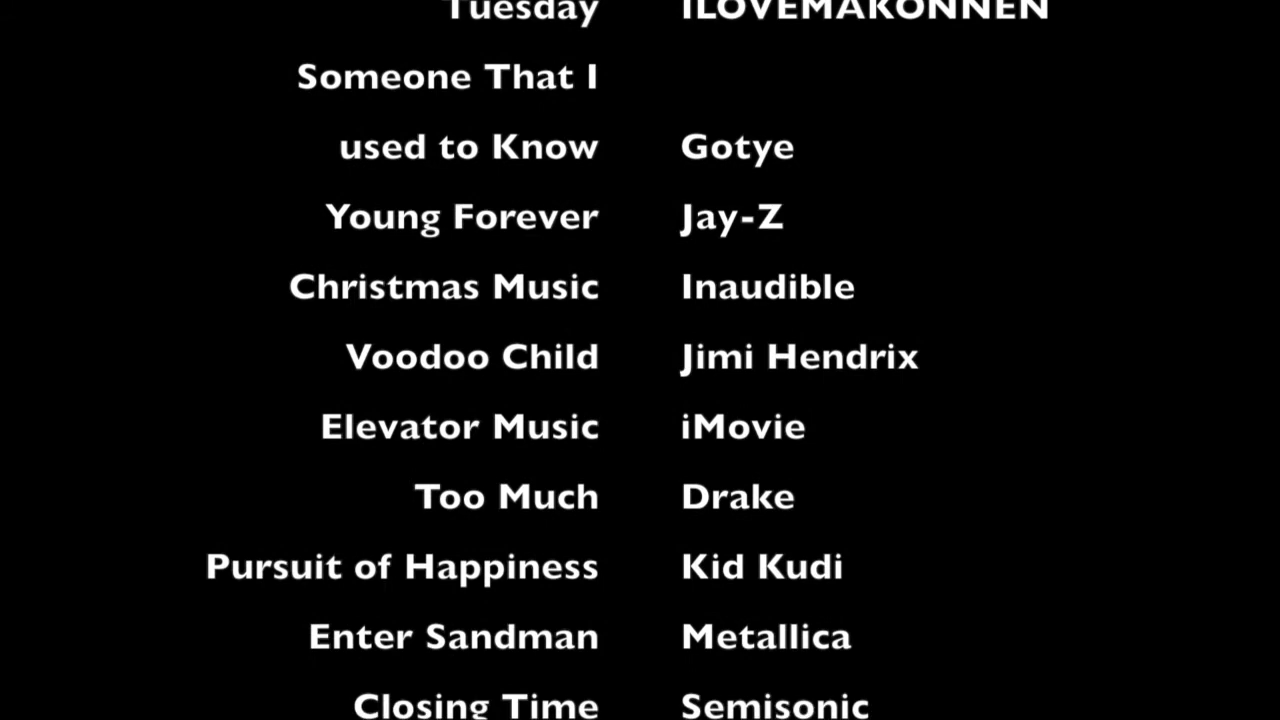 Tuesday ILOVEMAKONNEN
Someone That I
used to Know Gotye
Young Forever Jay-Z
Christmas Music Inaudible
Voodoo Child Jimi Hendrix
Elevator Music iMovie
Too Much Drake
Pursuit of Happiness Kid Kudi
Enter Sandman Metallica
Closing Time Semisonic